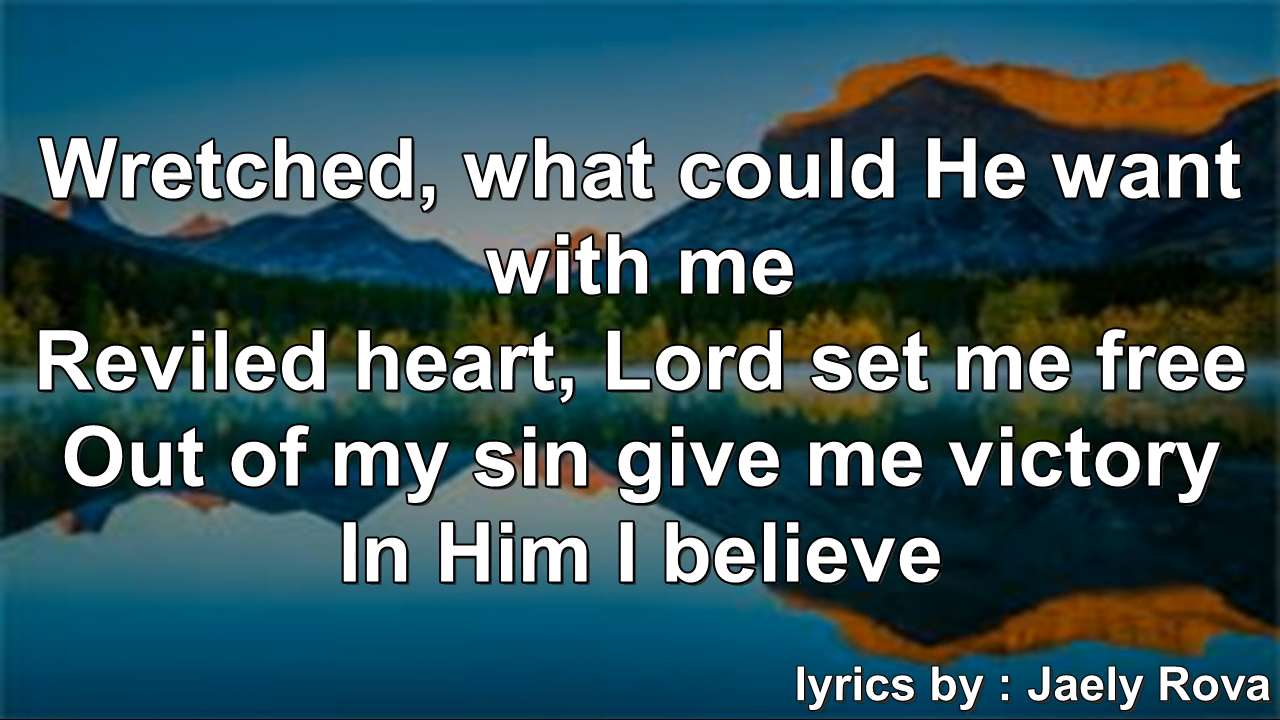 Wretched, what could He want
with me
Reviled heart, Lord set me free
Out of my sin give me victory
In Him I believe
lyrics by : Jaely Rova